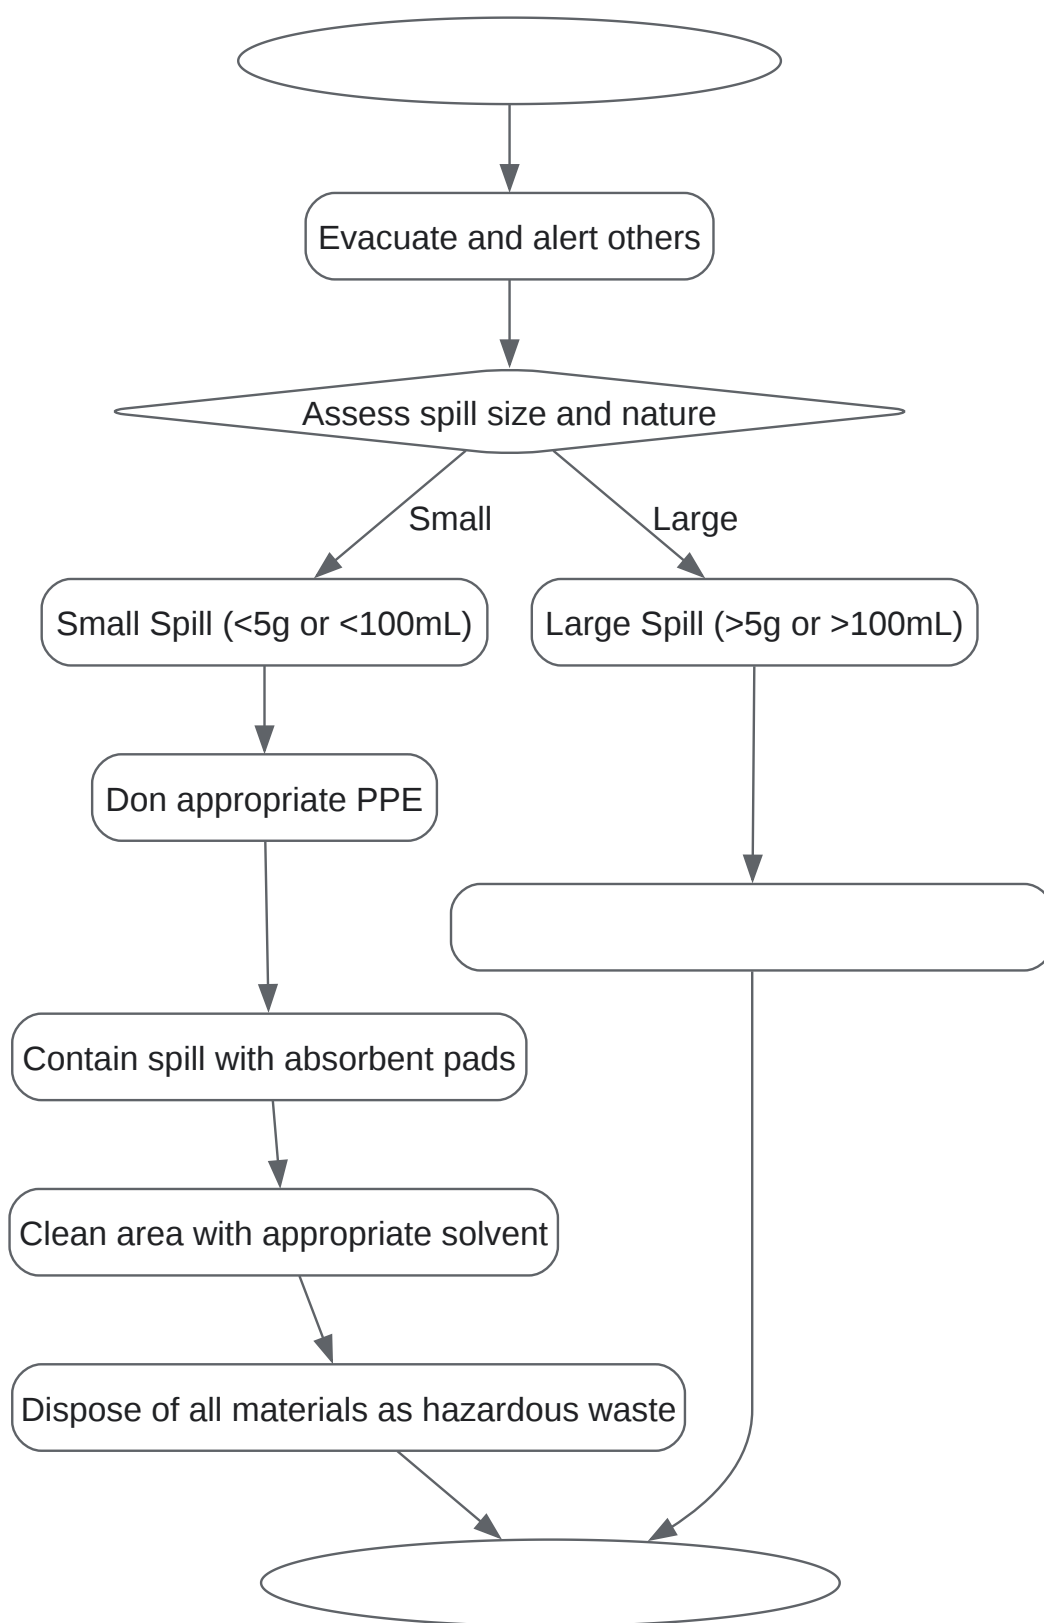 Evacuate and alert others
Assess spill size and nature
Small
Large
Small Spill (<5g or <100mL)
Large Spill (>5g or >100mL)
Don appropriate PPE
Contain spill with absorbent pads
Clean area with appropriate solvent
Dispose of all materials as hazardous waste